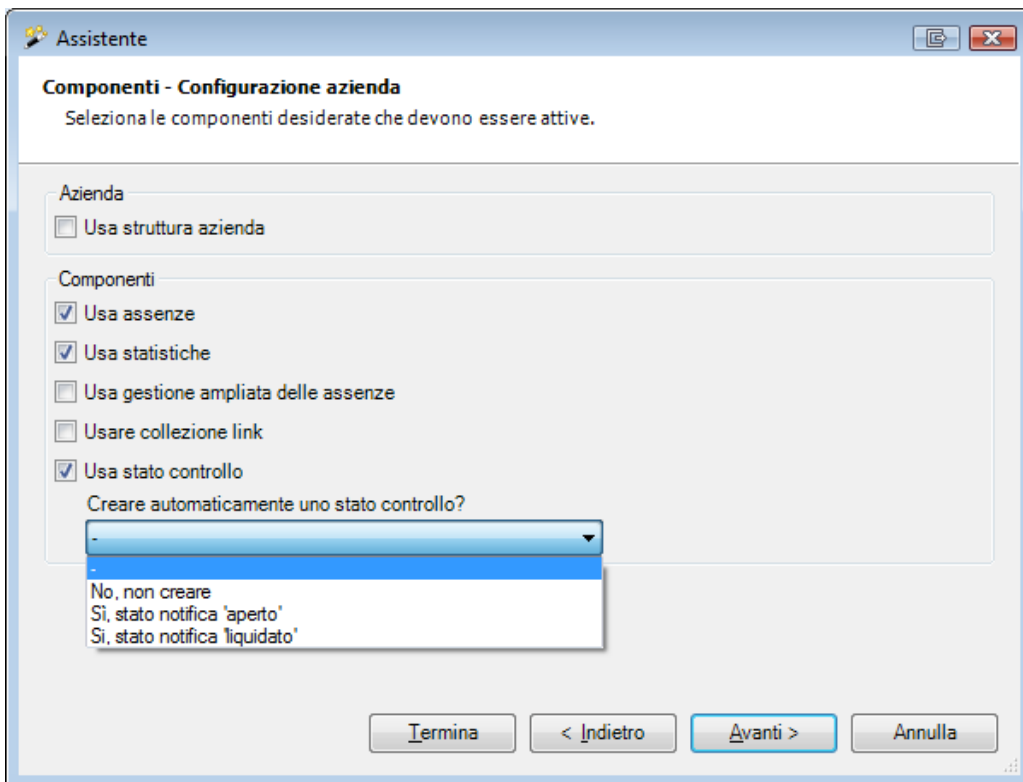 Assistente
Componenti - Configurazione azienda
Seleziona le componenti desiderate che devono essere attive.
Azienda
Usa struttura azienda
Componenti
Usa assenze
Usa statistiche
Usa gestione ampliata delle assenze
Usare collezione link
Usa stato controllo
Creare automaticamente uno stato controllo?
-
-
No, non creare
Sì, stato notifica 'aperto'
Si, stato notifica 'liquidato'
Termina
< Indietro
Avanti >
Annulla